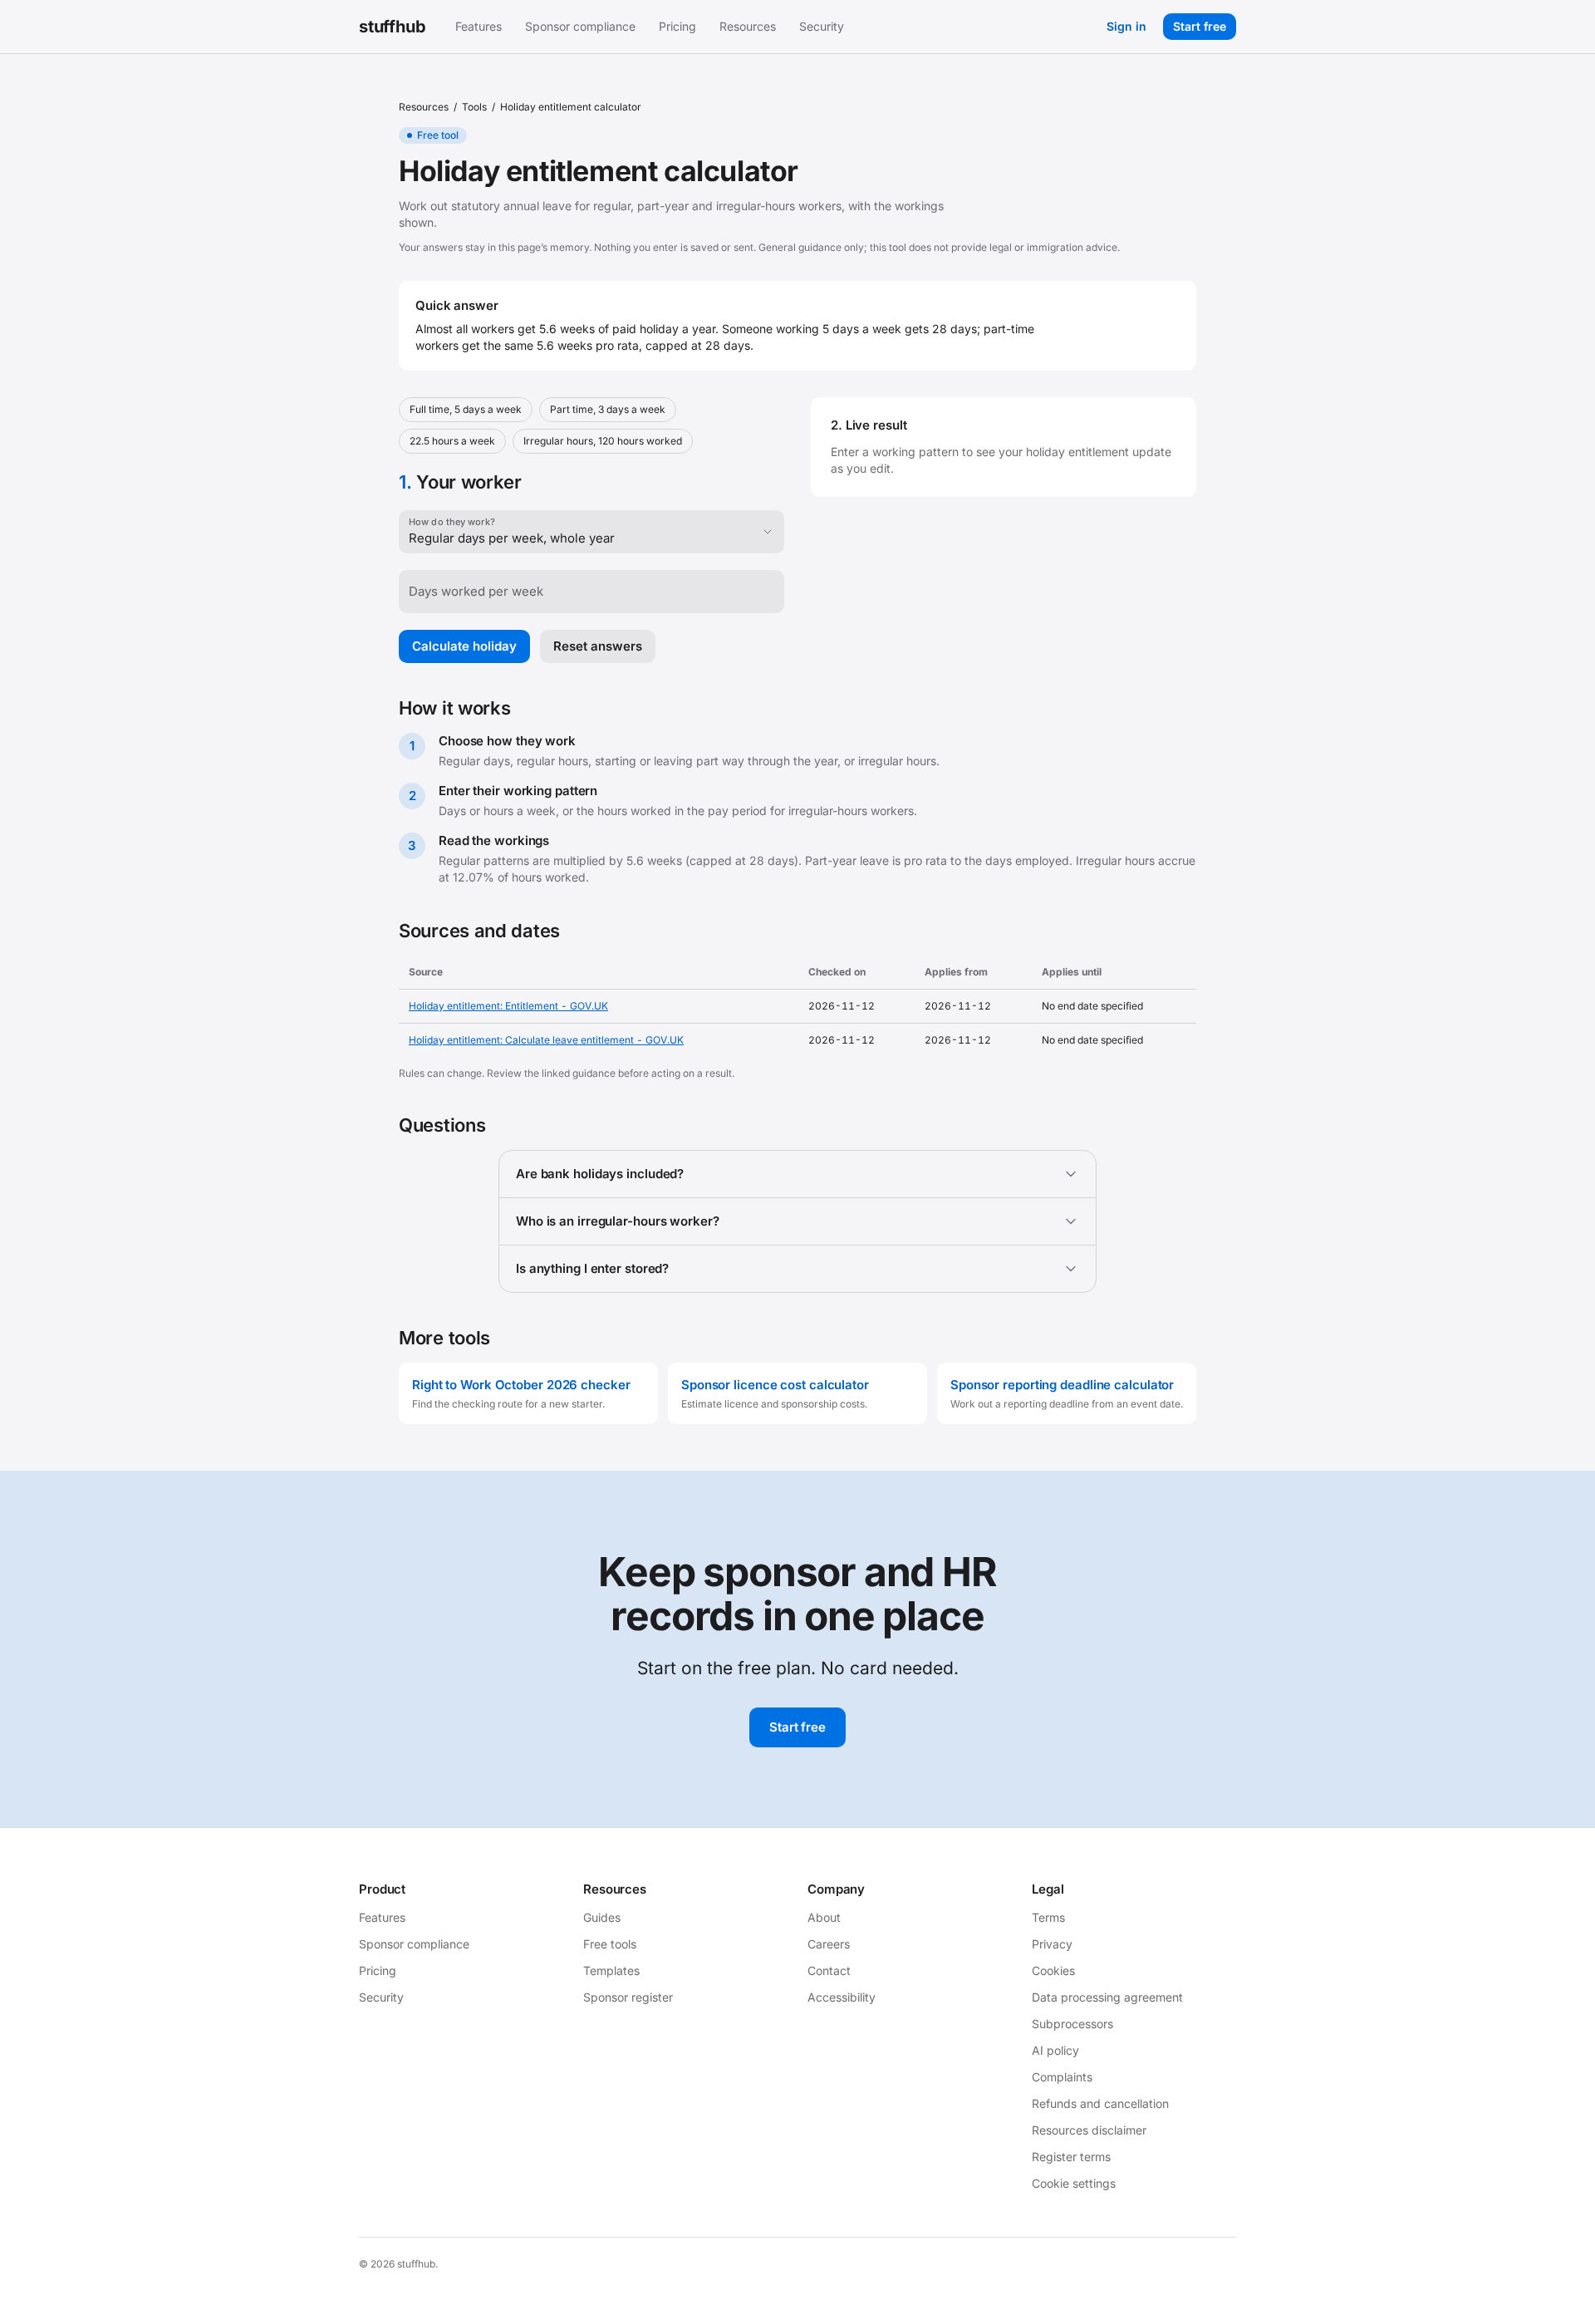 stuffhub
Features
Sponsor compliance
Pricing
Resources
Security
Sign in
Start free
Resources / Tools / Holiday entitlement calculator
Free tool
Holiday entitlement calculator
Work out statutory annual leave for regular, part-year and irregular-hours workers, with the workings
shown.
Your answers stay in this page's memory. Nothing you enter is saved or sent. General guidance only; this tool does not provide legal or immigration advice.
Quick answer
Almost all workers get 5.6 weeks of paid holiday a year. Someone working 5 days a week gets 28 days; part-time
workers get the same 5.6 weeks pro rata, capped at 28 days.
Full time, 5 days a week
Part time, 3 days a week
22.5 hours a week
Irregular hours, 120 hours worked
1. Your worker
How do they work?
Regular days per week, whole year
Days worked per week
Calculate holiday
Reset answers
2. Live result
Enter a working pattern to see your holiday entitlement update
as you edit.
How it works
1
Choose how they work
Regular days, regular hours, starting or leaving part way through the year, or irregular hours.
2
Enter their working pattern
Days or hours a week, or the hours worked in the pay period for irregular-hours workers.
3
Read the workings
Regular patterns are multiplied by 5.6 weeks (capped at 28 days). Part-year leave is pro rata to the days employed. Irregular hours accrue
at 12.07% of hours worked.
Sources and dates
Source Checked on Applies from Applies until
Holiday entitlement: Entitlement - GOV.UK 2026-11-12 2026-11-12 No end date specified
Holiday entitlement: Calculate leave entitlement - GOV.UK 2026-11-12 2026-11-12 No end date specified
Rules can change. Review the linked guidance before acting on a result.
Questions
Are bank holidays included?
Who is an irregular-hours worker?
Is anything I enter stored?
More tools
Right to Work October 2026 checker
Find the checking route for a new starter.
Sponsor licence cost calculator
Estimate licence and sponsorship costs.
Sponsor reporting deadline calculator
Work out a reporting deadline from an event date.
Keep sponsor and HR
records in one place
Start on the free plan. No card needed.
Start free
Product
Features
Sponsor compliance
Pricing
Security
Resources
Guides
Free tools
Templates
Sponsor register
Company
About
Careers
Contact
Accessibility
Legal
Terms
Privacy
Cookies
Data processing agreement
Subprocessors
AI policy
Complaints
Refunds and cancellation
Resources disclaimer
Register terms
Cookie settings
© 2026 stuffhub.